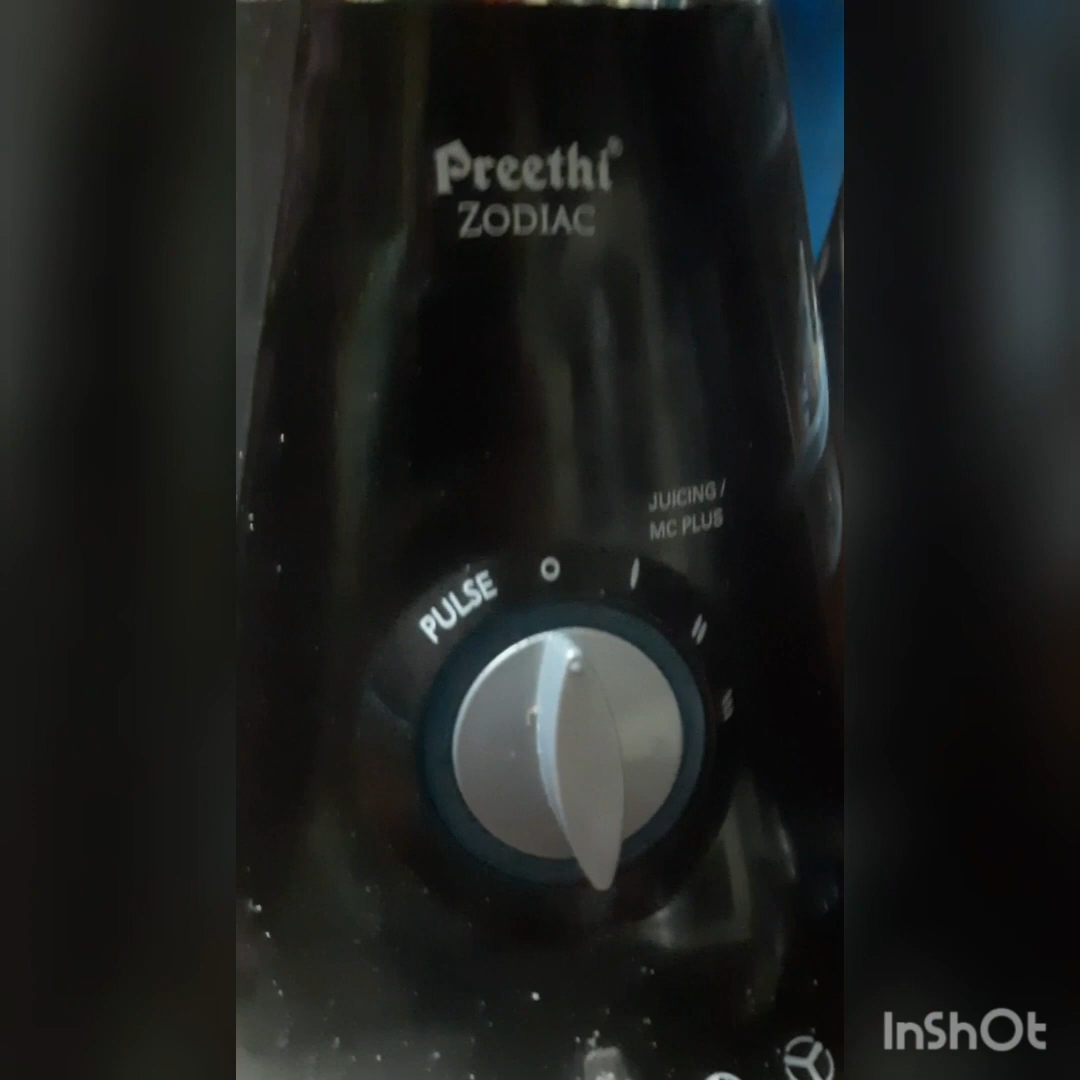 Preethi®
ZODIAC
JUICING /
MC PLUS
PULSE
O
I
II
III
InShOt